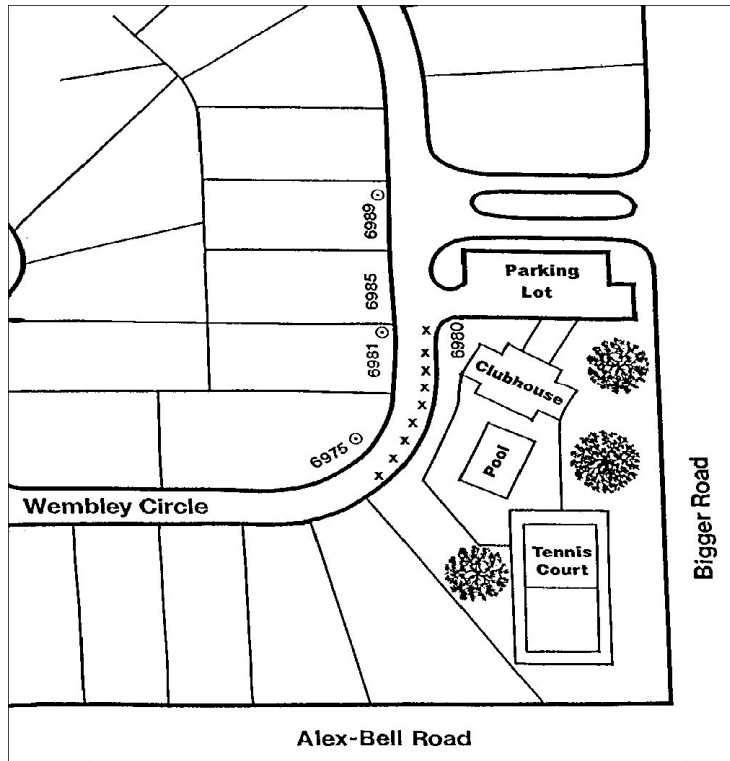 6989
Parking
Lot
6985
6980
6981
Clubhouse
6975
Pool
Wembley Circle
Bigger Road
Tennis
Court
Alex-Bell Road
x
x
x
x
x
x
x
x
x